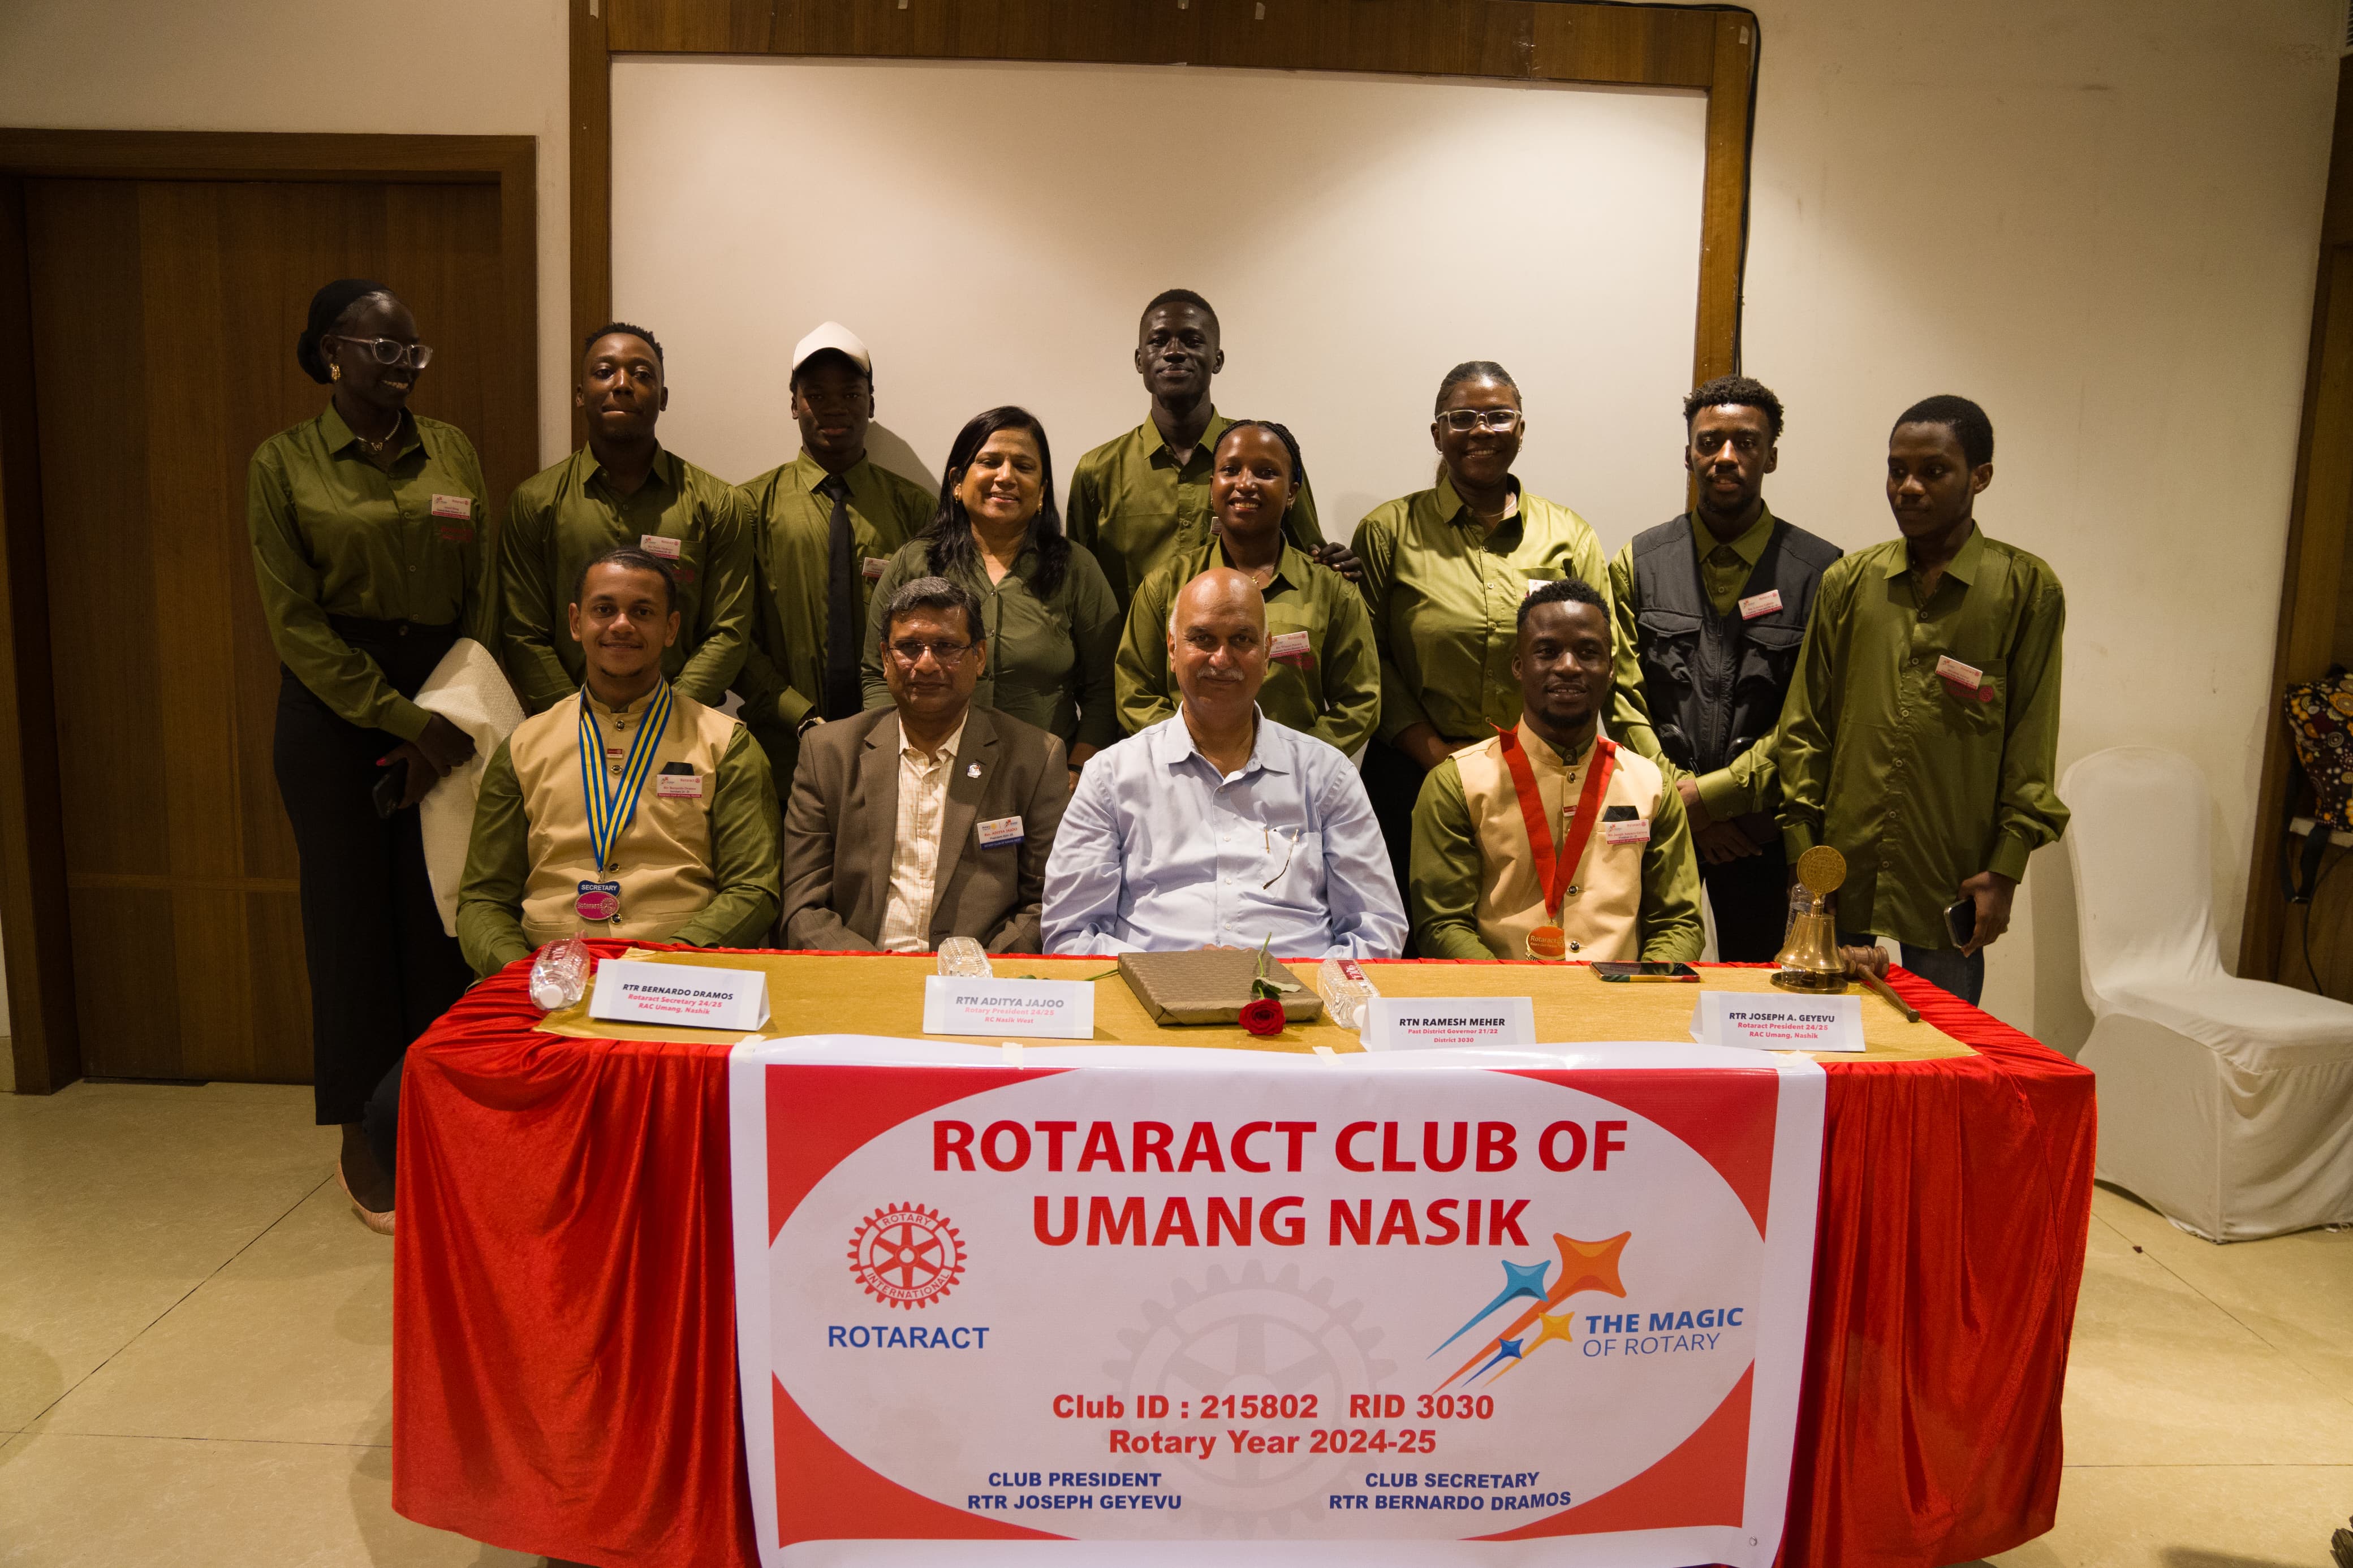 SECRETARY
Rotaract
RTR BERNARDO DRAMOS
Rotaract Secretary 24/25
RAC Umang, Nashik
RTN ADITYA JAJOO
Rotary President 24/25
RC Nasik West
RTN RAMESH MEHER
Past District Governor 21/22
District 3030
RTR JOSEPH A. GEYEVU
Rotaract President 24/25
RAC Umang, Nashik
ROTARACT CLUB OF
UMANG NASIK
ROTARY
INTERNATIONAL
ROTARACT
THE MAGIC
OF ROTARY
Club ID : 215802 RID 3030
Rotary Year 2024-25
CLUB PRESIDENT
RTR JOSEPH GEYEVU
CLUB SECRETARY
RTR BERNARDO DRAMOS